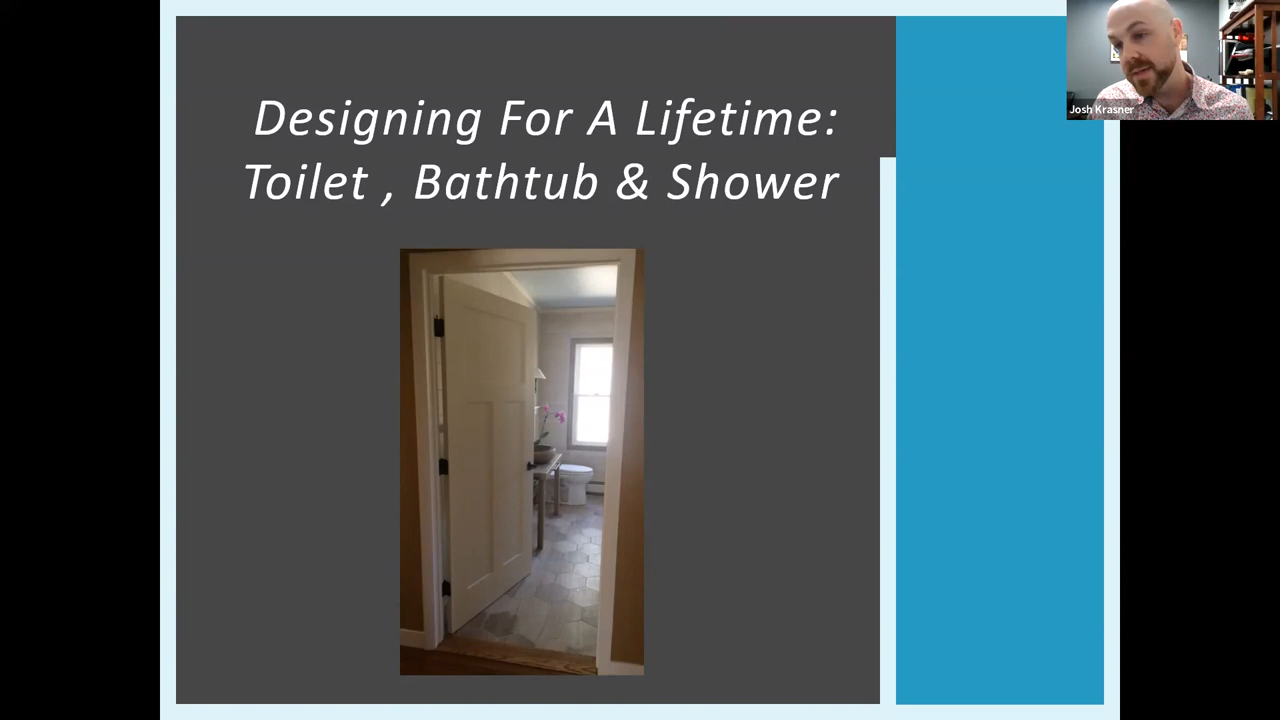 Designing For A Lifetime:
Toilet , Bathtub & Shower
Josh Krasner